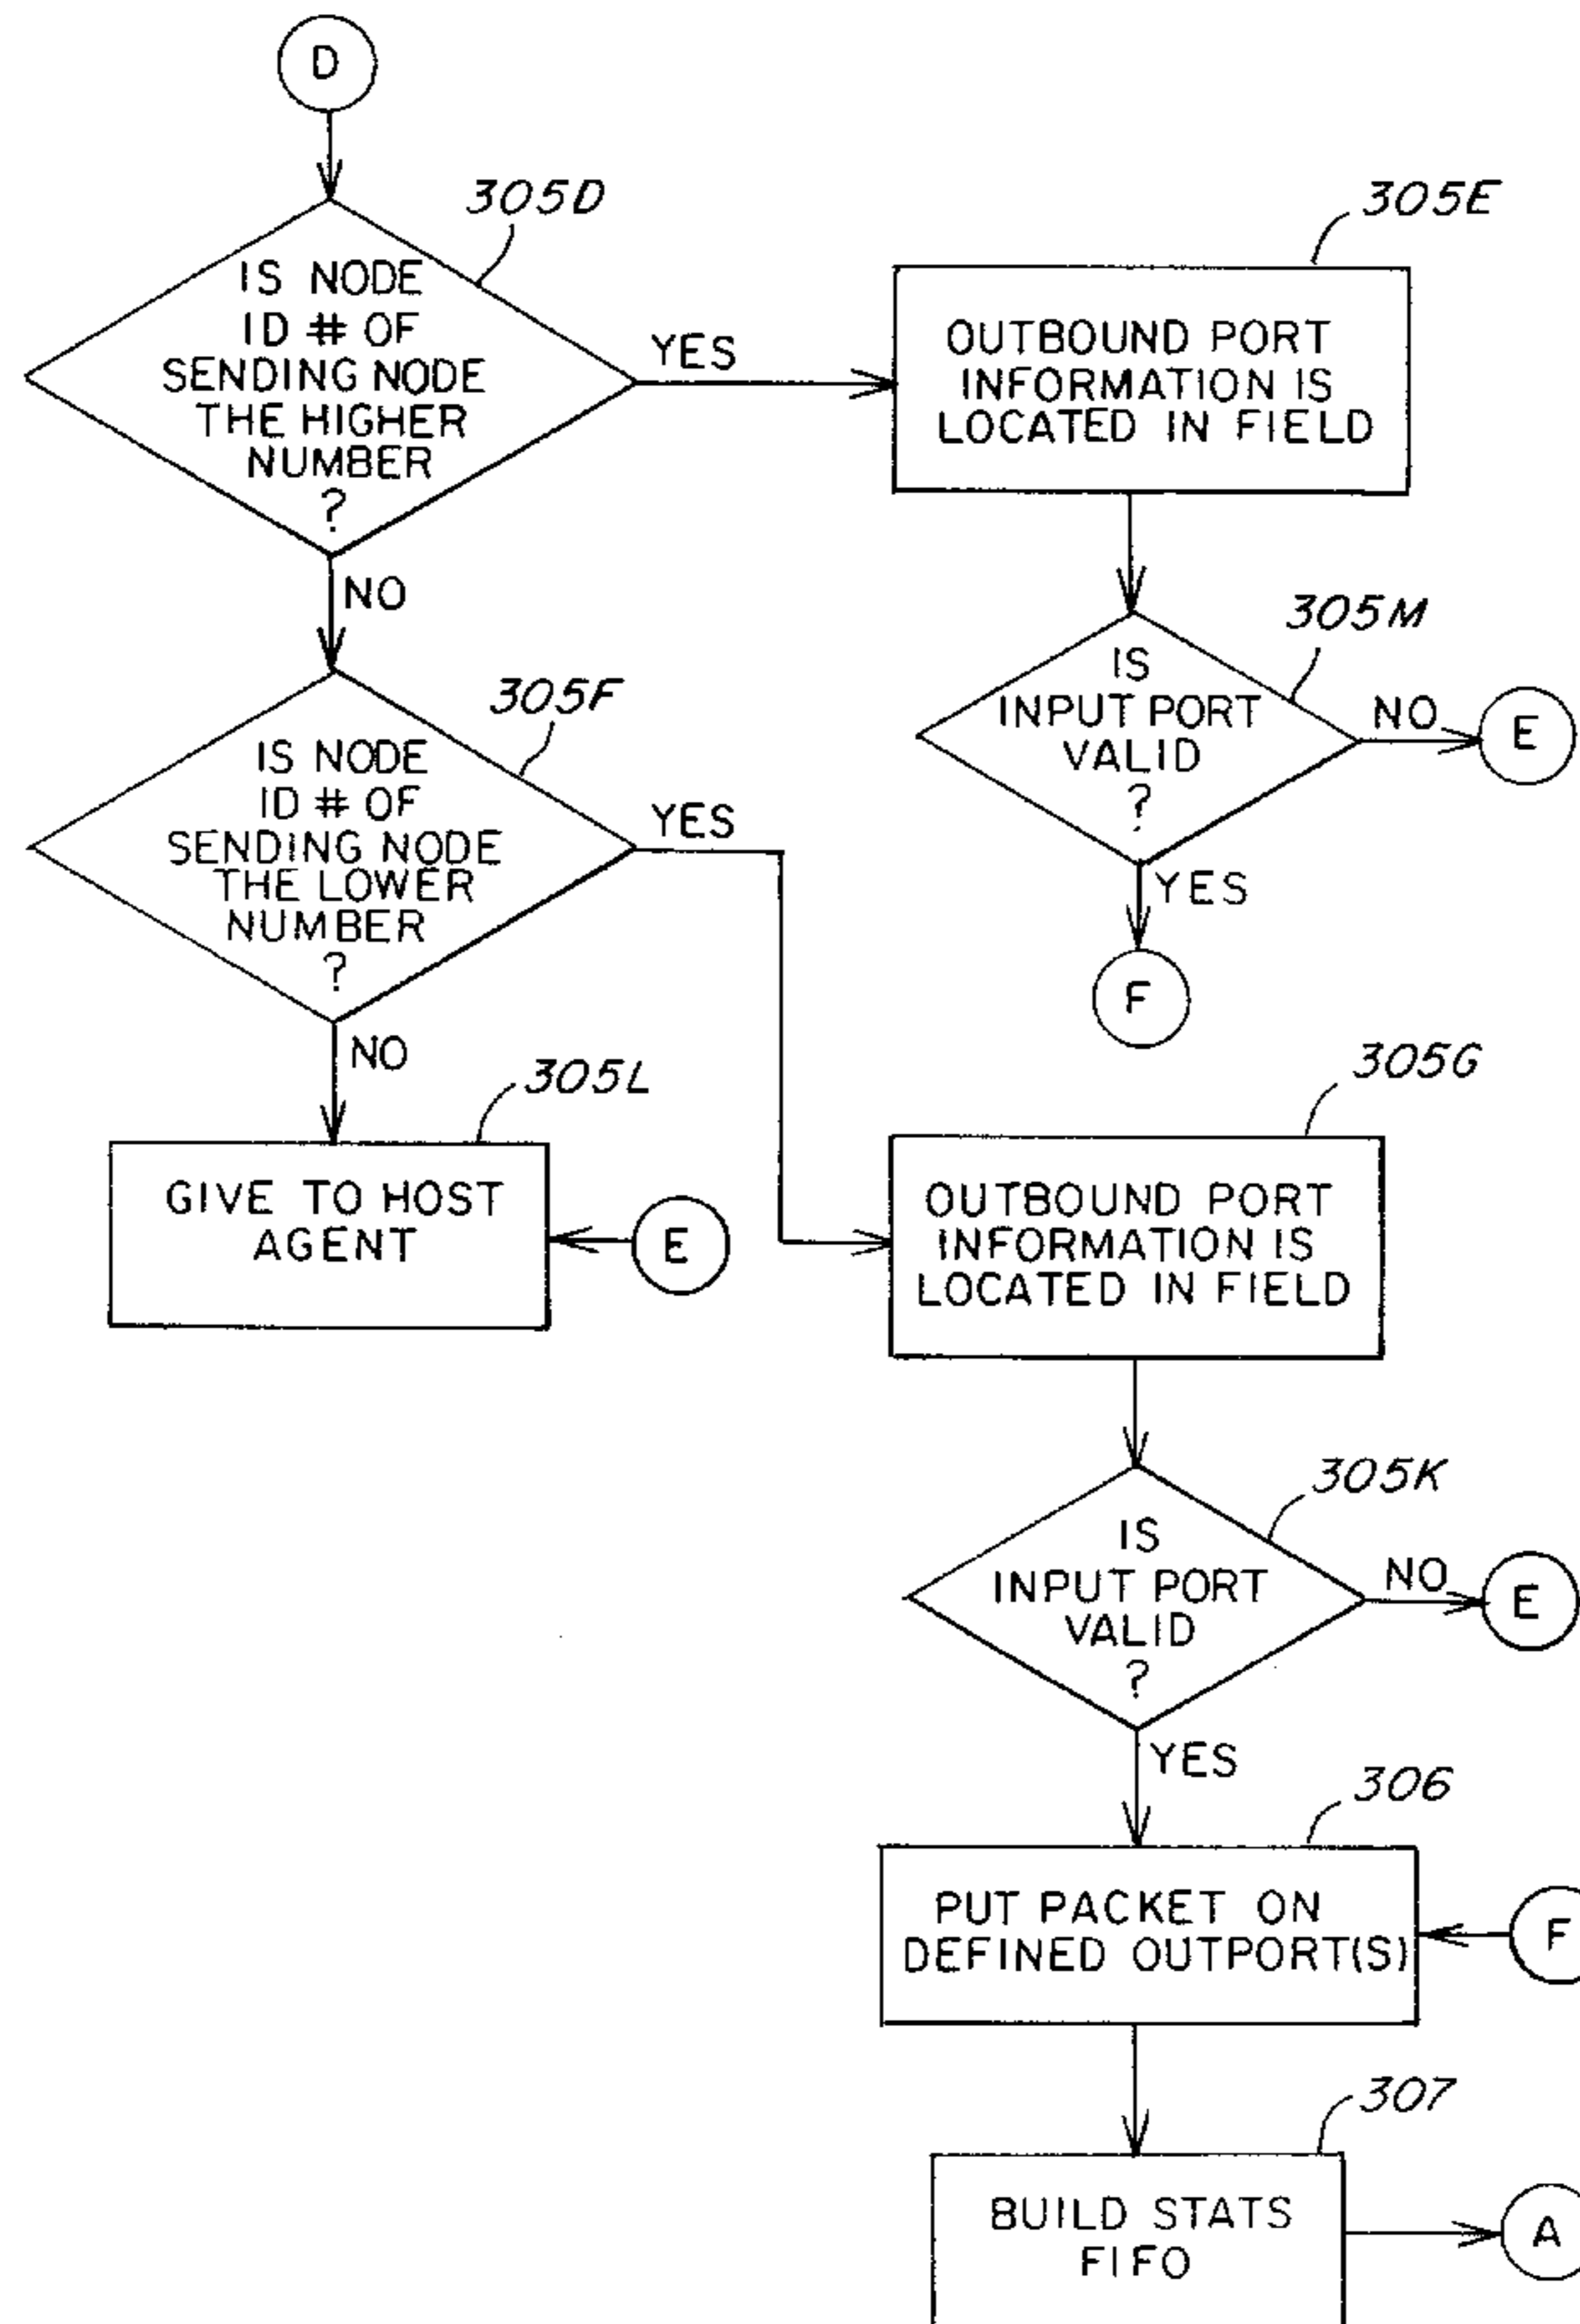 D
305D
IS NODE
ID # OF
SENDING NODE
THE HIGHER
NUMBER
?
YES
NO
305E
OUTBOUND PORT
INFORMATION IS
LOCATED IN FIELD
305M
IS
INPUT PORT
VALID
?
NO
E
YES
F
305F
IS NODE
ID # OF
SENDING NODE
THE LOWER
NUMBER
?
YES
NO
305L
GIVE TO HOST
AGENT
E
305G
OUTBOUND PORT
INFORMATION IS
LOCATED IN FIELD
305K
IS
INPUT PORT
VALID
?
NO
E
YES
306
PUT PACKET ON
DEFINED OUTPORT(S)
F
307
BUILD STATS
FIFO
A